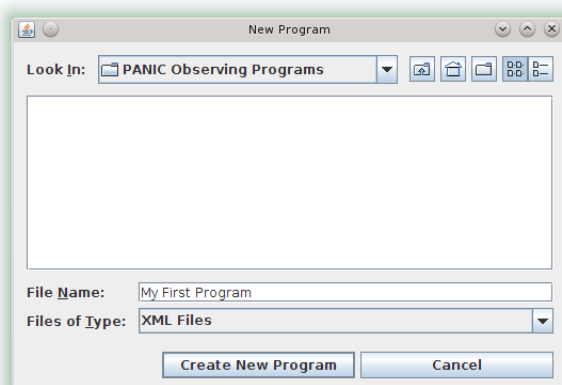 New Program
Look In: PANIC Observing Programs
File Name: My First Program
Files of Type: XML Files
Create New Program Cancel